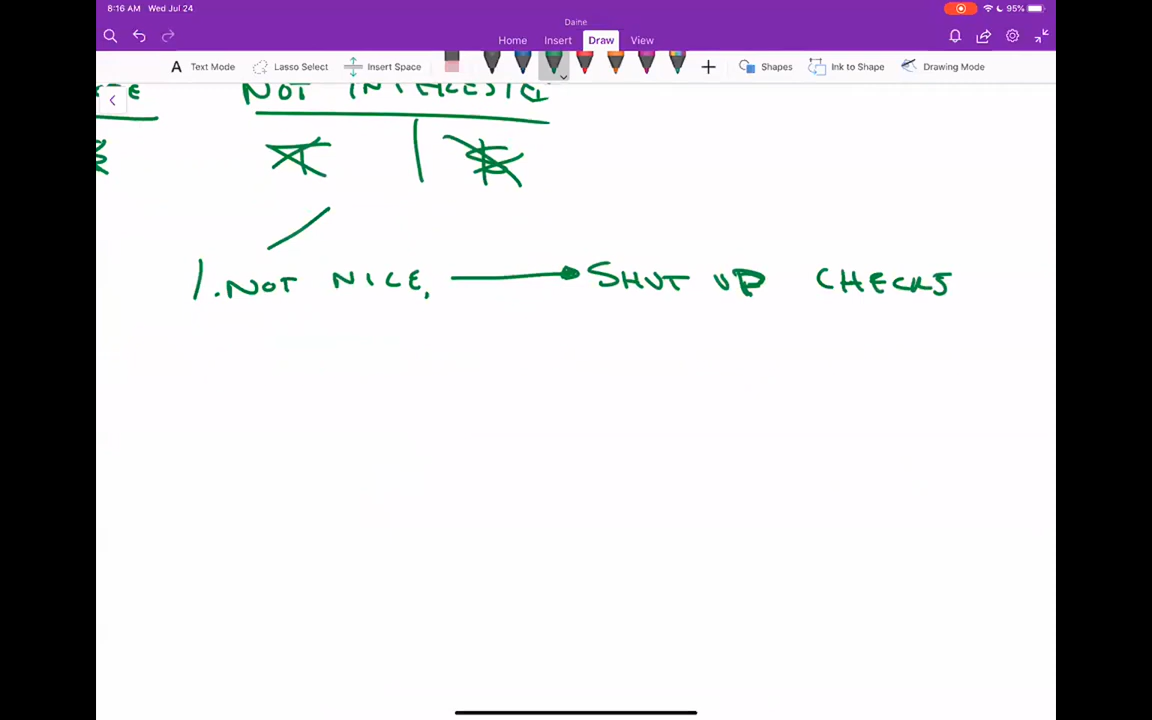 8:16 AM Wed Jul 24
95%
Daine
Home Insert Draw View
Text Mode Lasso Select Insert Space Shapes Ink to Shape Drawing Mode
NOT INTERESTED
1. NOT NICE, SHUT UP CHECKS